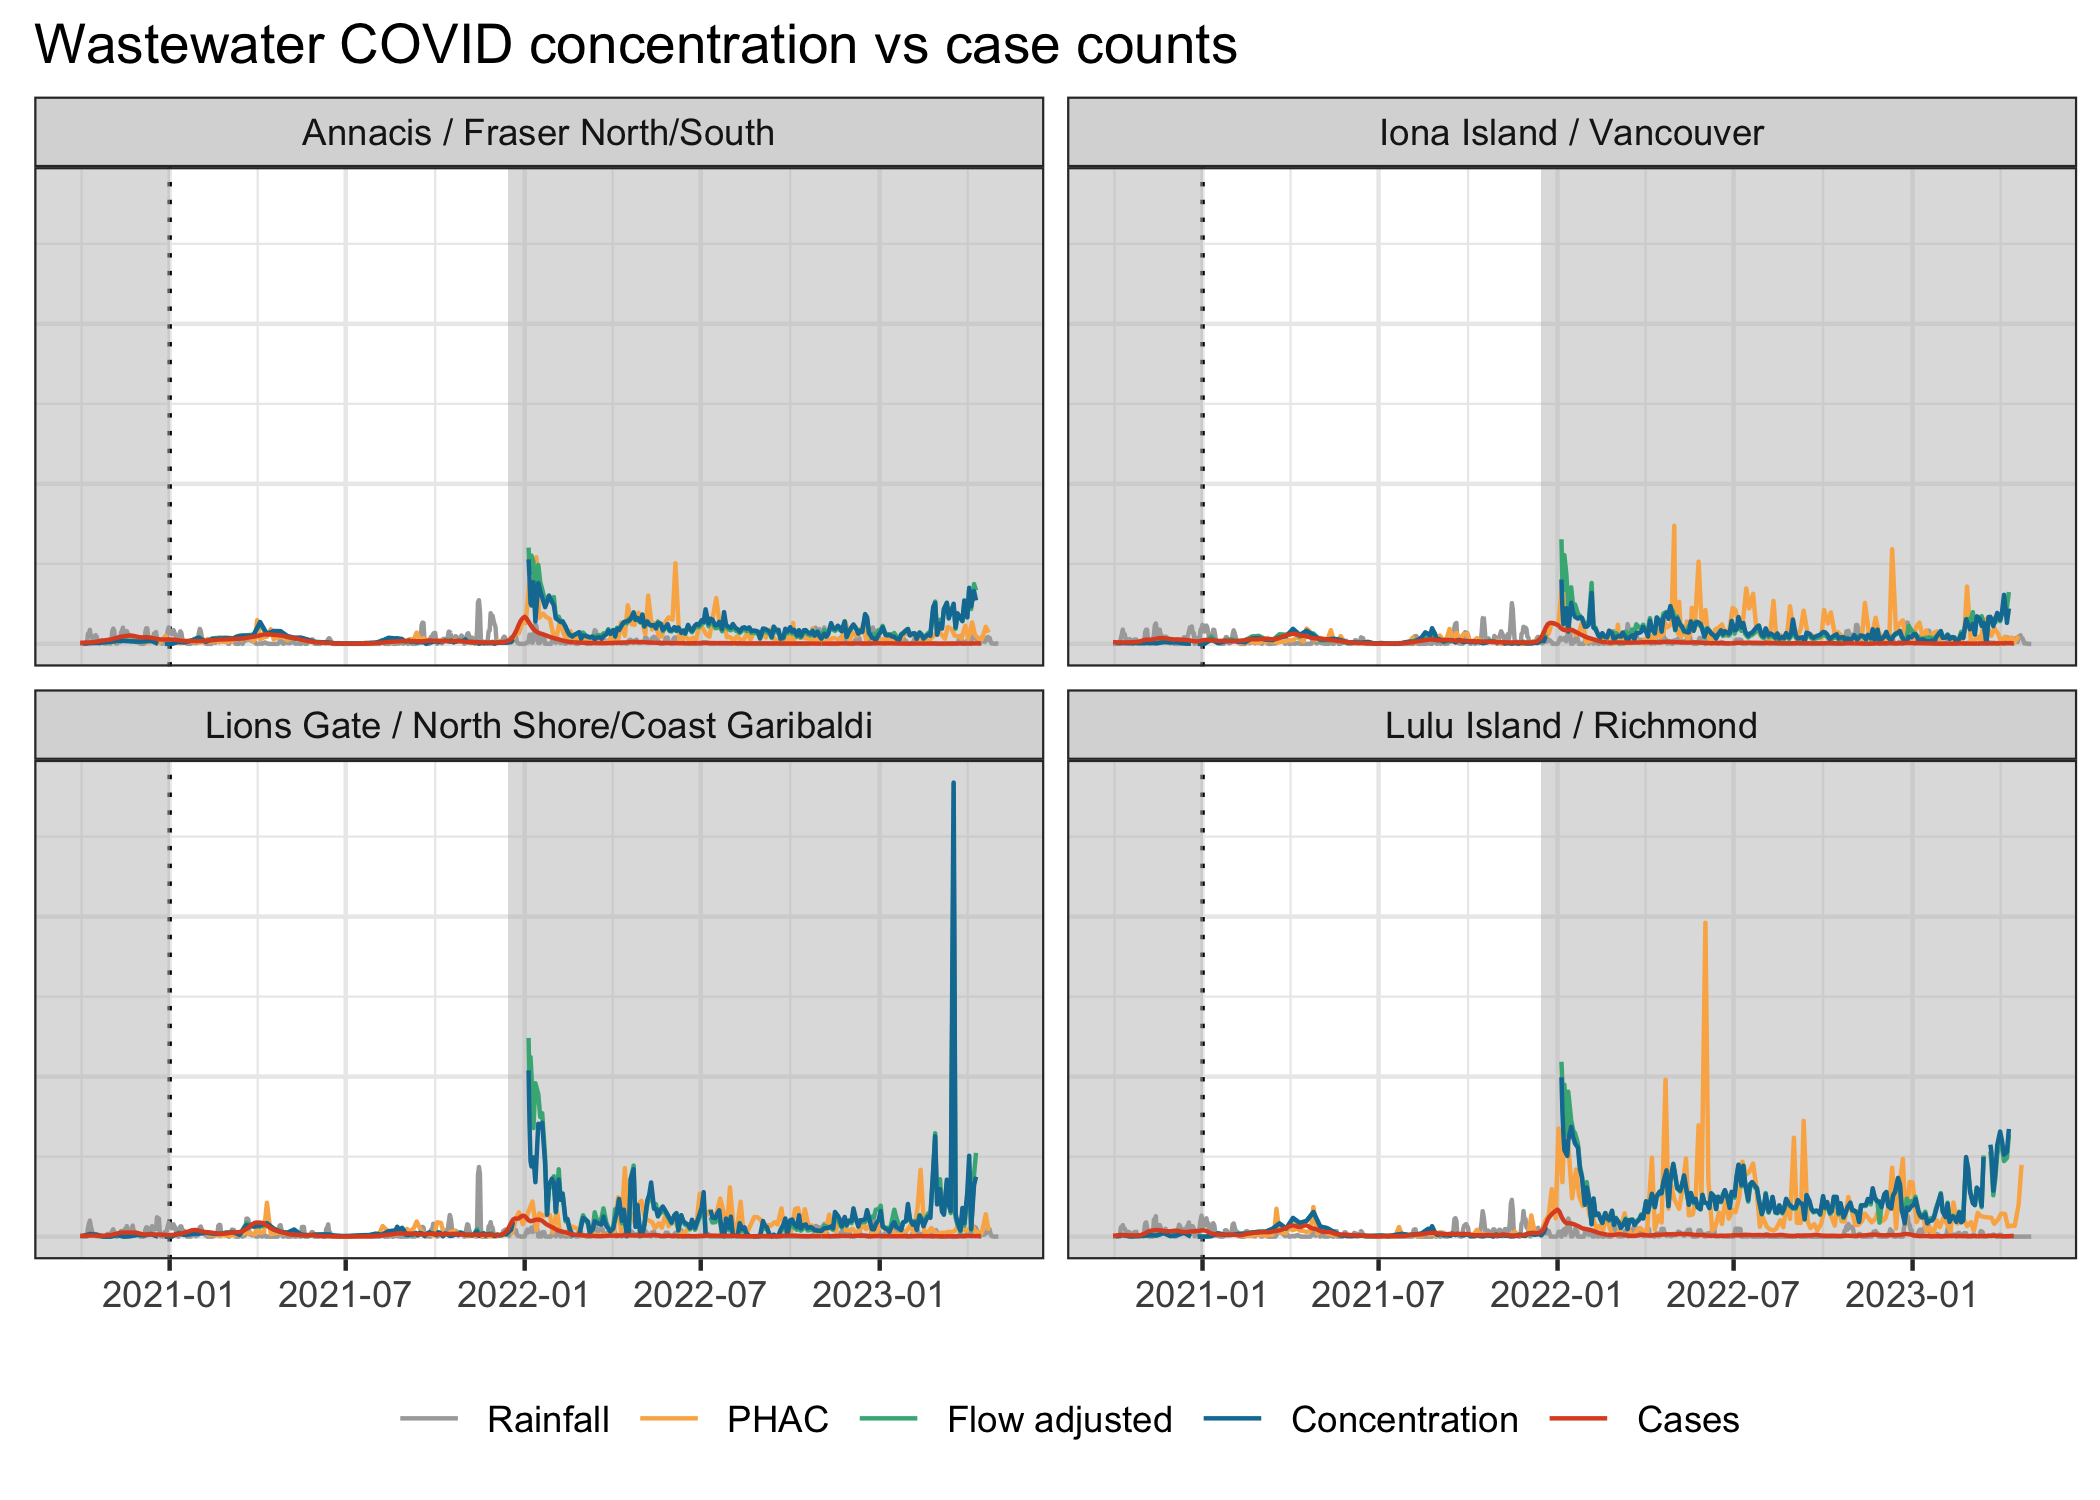 Wastewater COVID concentration vs case counts
Annacis / Fraser North/South
Iona Island / Vancouver
Lions Gate / North Shore/Coast Garibaldi
Lulu Island / Richmond
2021-01 2021-07 2022-01 2022-07 2023-01
2021-01 2021-07 2022-01 2022-07 2023-01
Rainfall PHAC Flow adjusted Concentration Cases